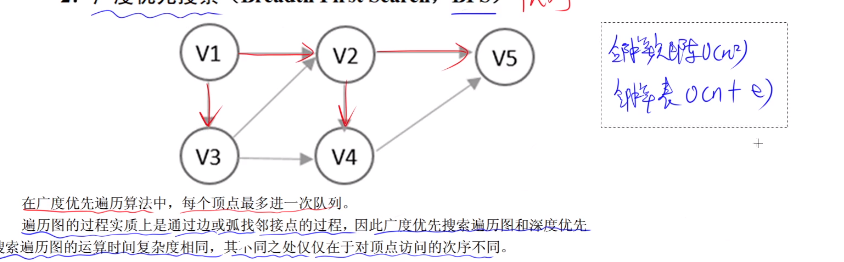 2. 广度优先搜索（Breadth First Search, BFS）
V1
V2
V5
邻接矩阵O(n²)
邻接表O(n+e)
V3
V4
在广度优先遍历算法中，每个顶点最多进一次队列。
遍历图的过程实质上是通过边或弧找邻接点的过程，因此广度优先搜索遍历图和深度优先
搜索遍历图的运算时间复杂度相同，其不同之处仅仅在于对顶点访问的次序不同。